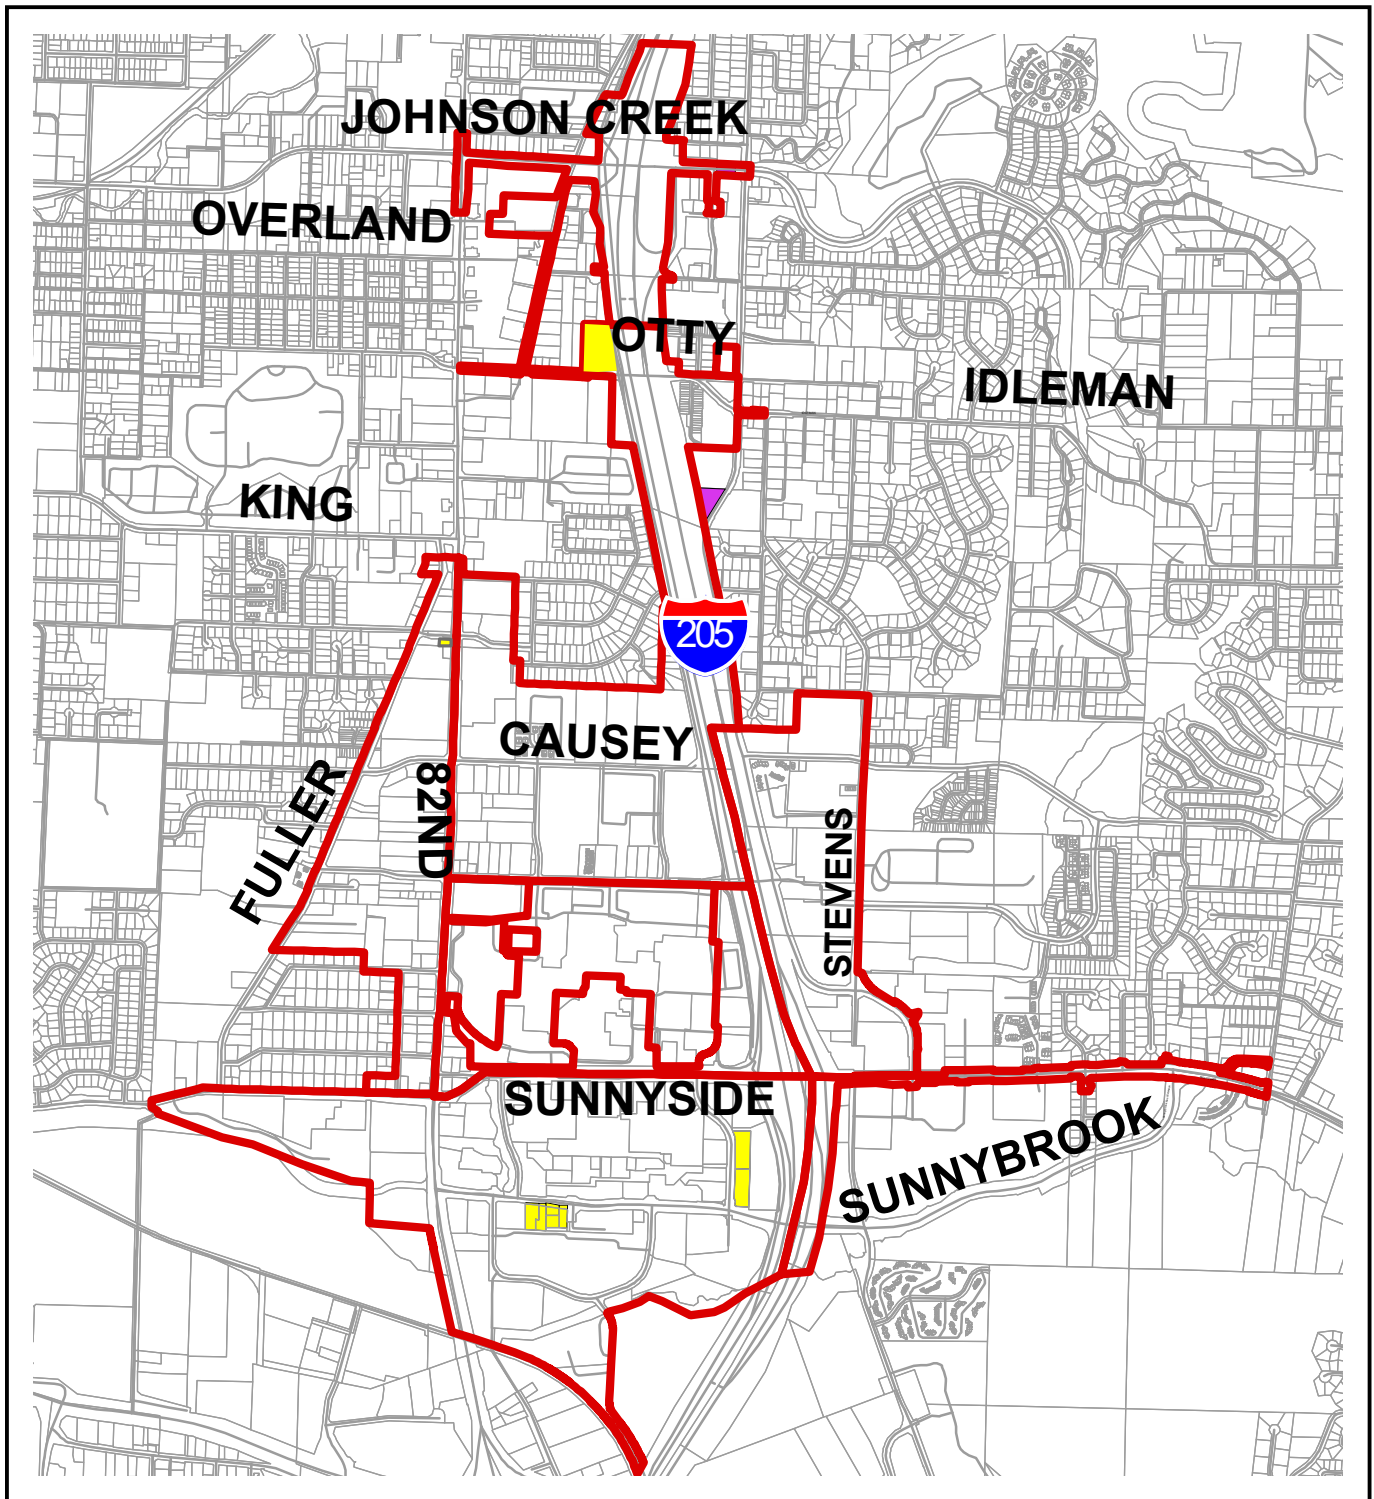 JOHNSON CREEK
OVERLAND
OTTY
IDLEMAN
KING
205
CAUSEY
82ND
FULLER
STEVENS
SUNNYSIDE
SUNNYBROOK